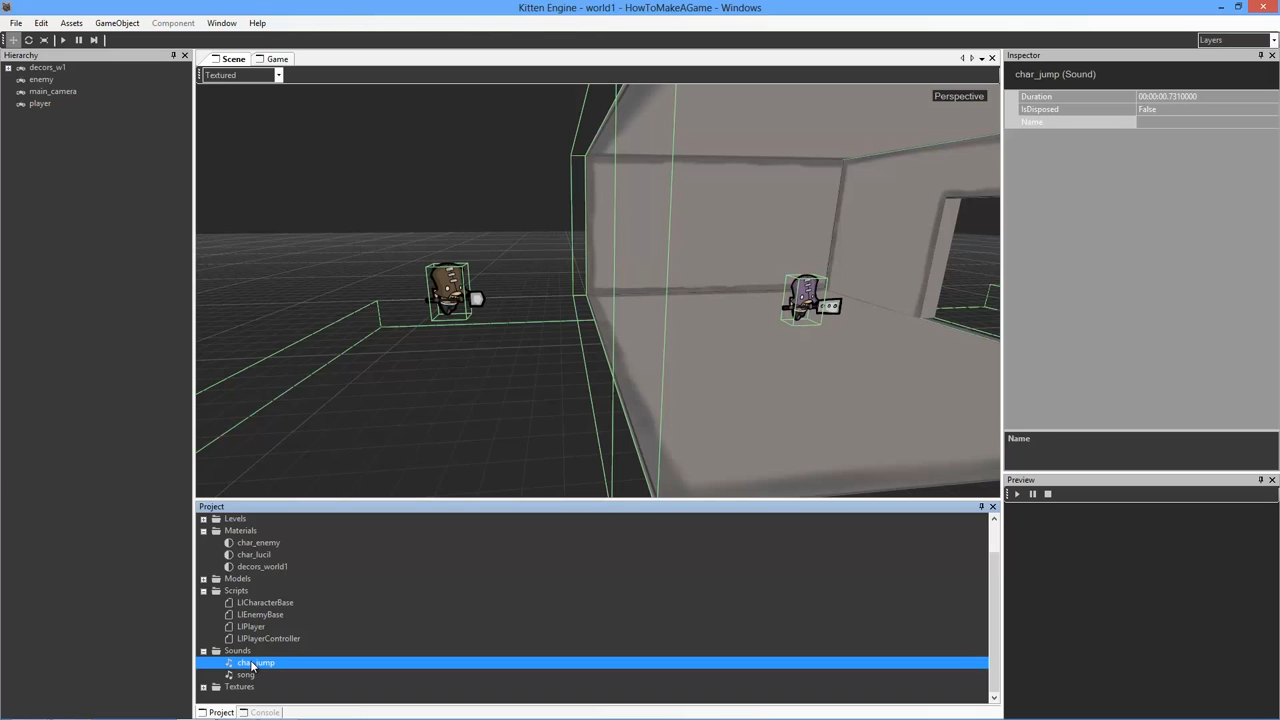 Kitten Engine - world1 - HowToMakeAGame - Windows
File Edit Assets GameObject Component Window Help
Layers
Hierarchy
decors_w1
enemy
main_camera
player
Scene Game
Textured
Perspective
Inspector
char_jump (Sound)
Duration 00:00:00.7310000
IsDisposed False
Name
Name
Preview
Project
Levels
Materials
char_enemy
char_lucil
decors_world1
Models
Scripts
LICharacterBase
LIEnemyBase
LIPlayer
LIPlayerController
Sounds
char_jump
song
Textures
Project Console